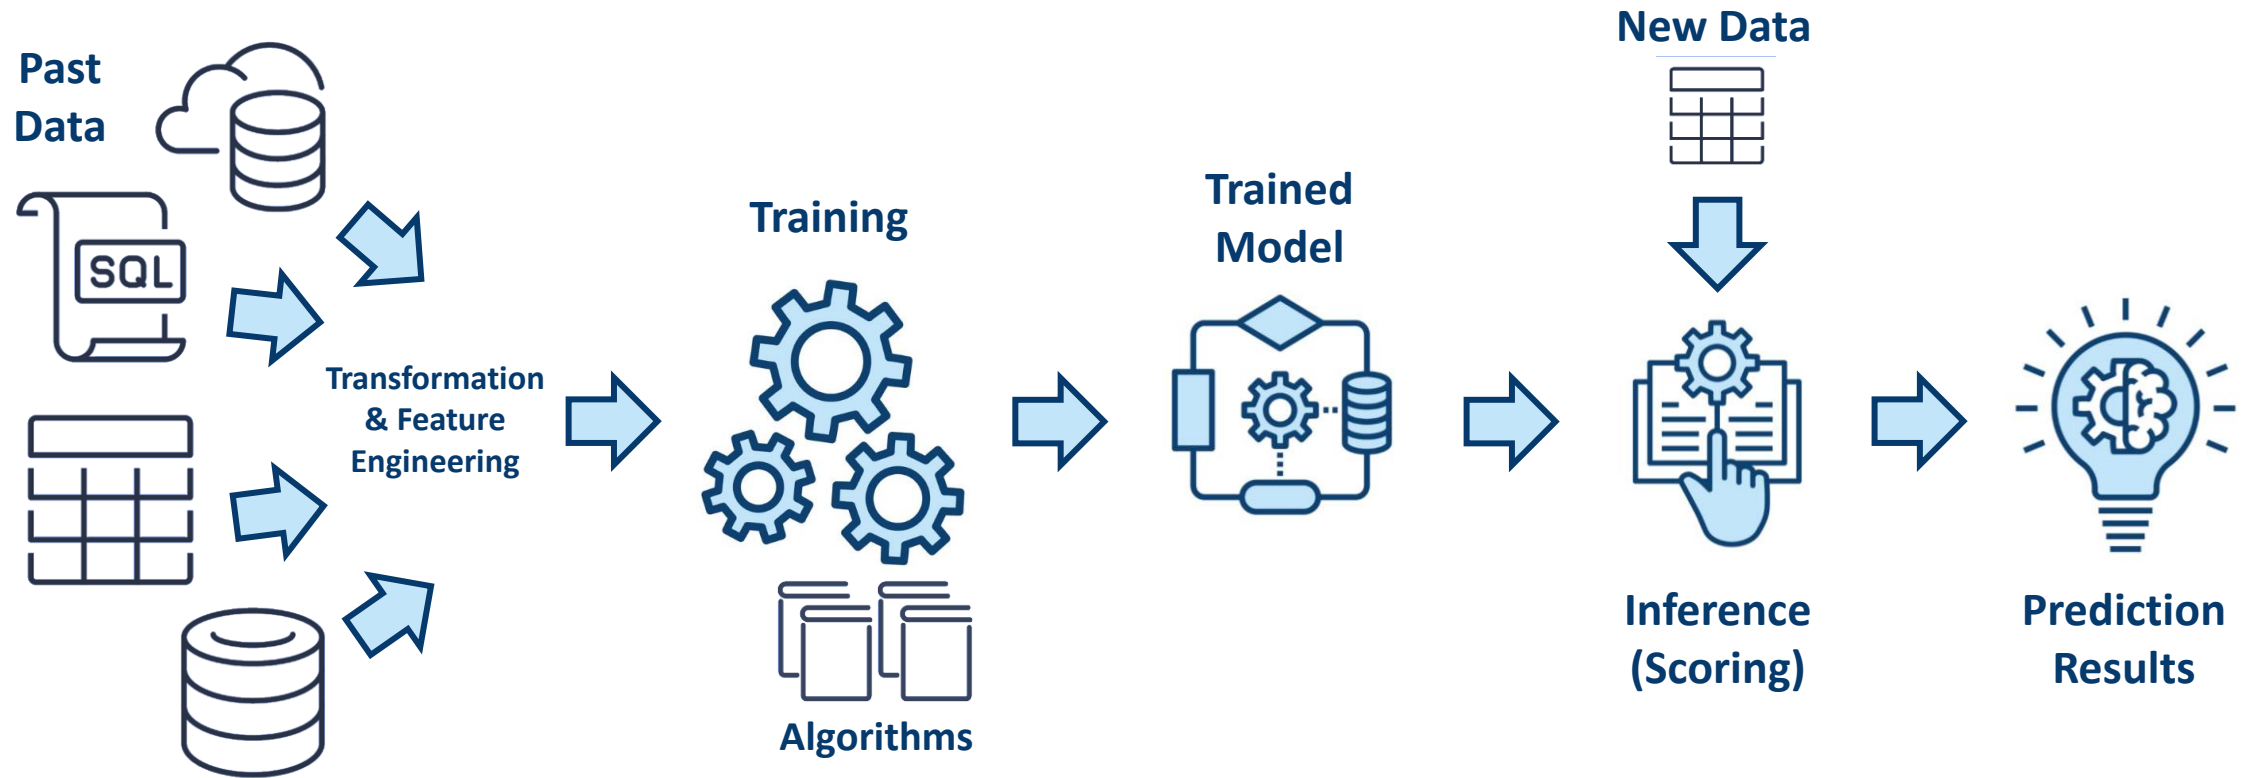 Past
Data
SQL
Transformation
& Feature
Engineering
Training
Algorithms
Trained
Model
New Data
Inference
(Scoring)
Prediction
Results